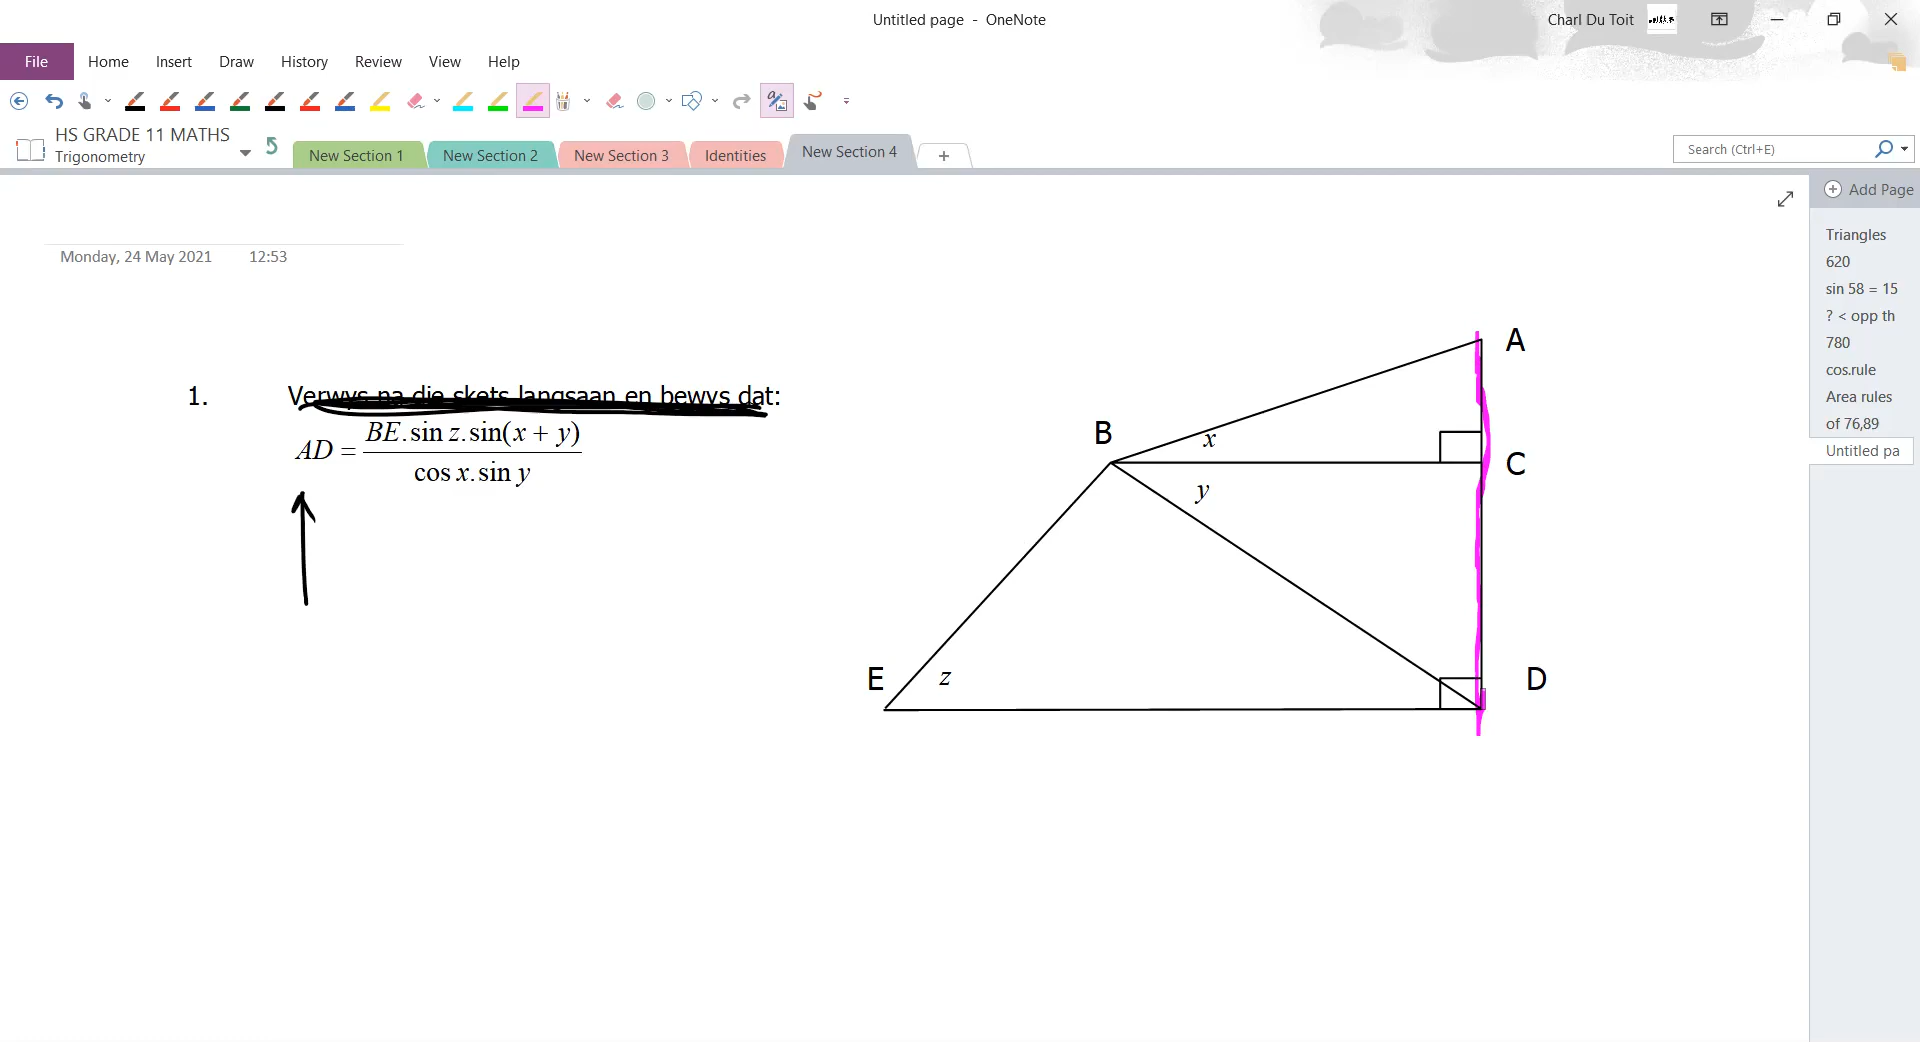 Untitled page - OneNote
Charl Du Toit
File Home Insert Draw History Review View Help
HS GRADE 11 MATHS
Trigonometry
New Section 1 New Section 2 New Section 3 Identities New Section 4 +
Search (Ctrl+E)
Add Page
Triangles
620
sin 58 = 15
? < opp th
780
cos.rule
Area rules
of 76,89
Untitled pa
Monday, 24 May 2021 12:53
1. Verwys na die skets langsaan en bewys dat:
AD = BE.sin z.sin(x + y)
cos x.sin y
A
B
x
C
y
E
z
D